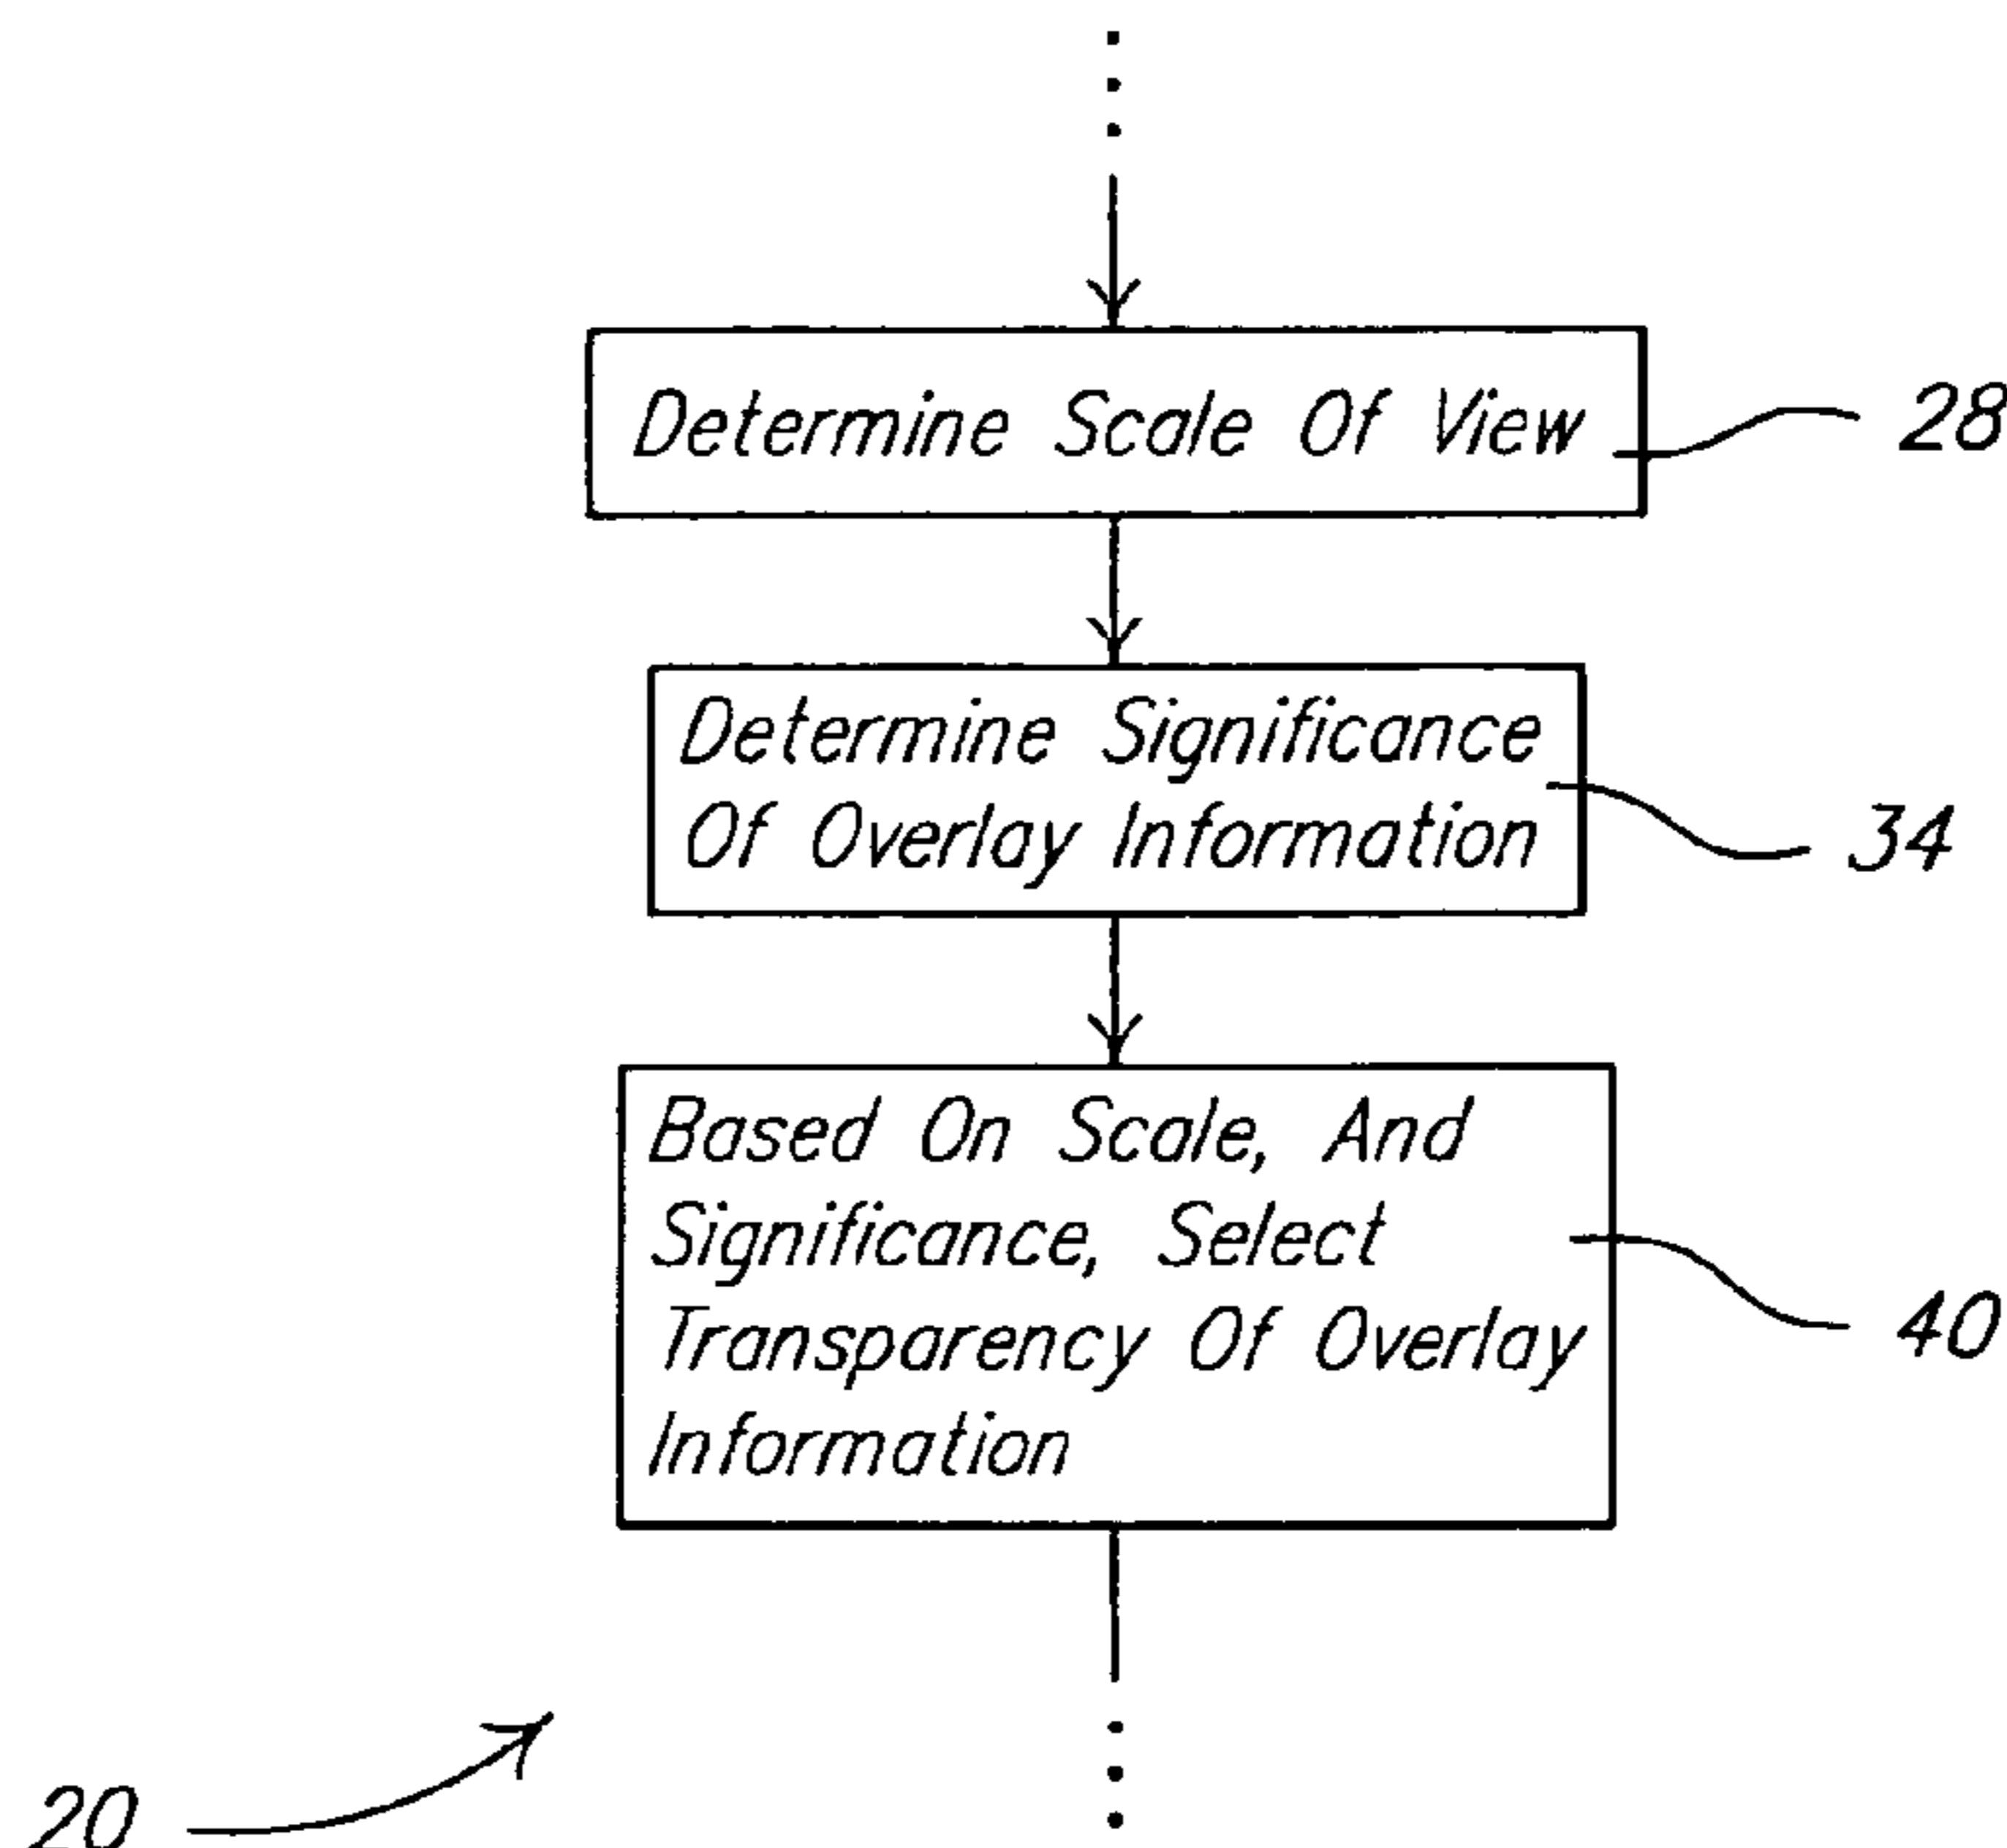 Determine Scale Of View
28
Determine Significance
Of Overlay Information
34
Based On Scale, And
Significance, Select
Transparency Of Overlay
Information
40
20